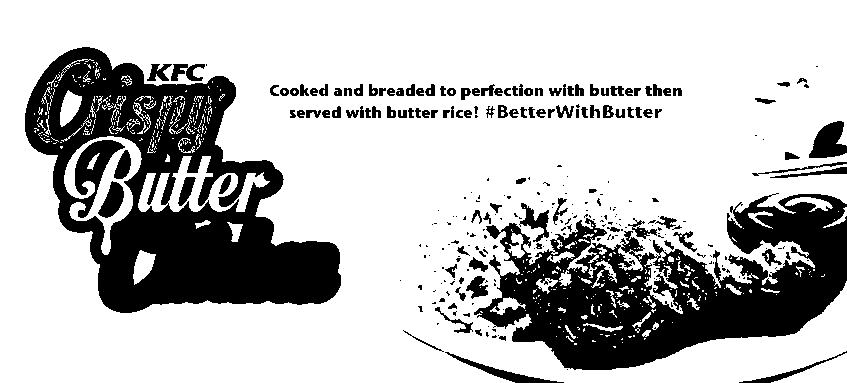 KFC
Crispy
Butter
Cooked and breaded to perfection with butter then
served with butter rice! #BetterWithButter